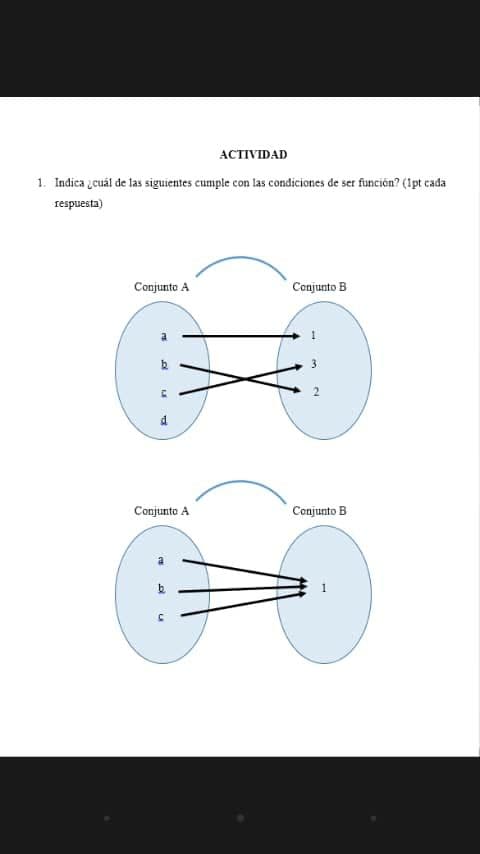 ACTIVIDAD
1. Indica ¿cuál de las siguientes cumple con las condiciones de ser función? (1pt cada
respuesta)
Conjunto A Conjunto B
a 1
b 3
c 2
d
Conjunto A Conjunto B
a
b 1
c